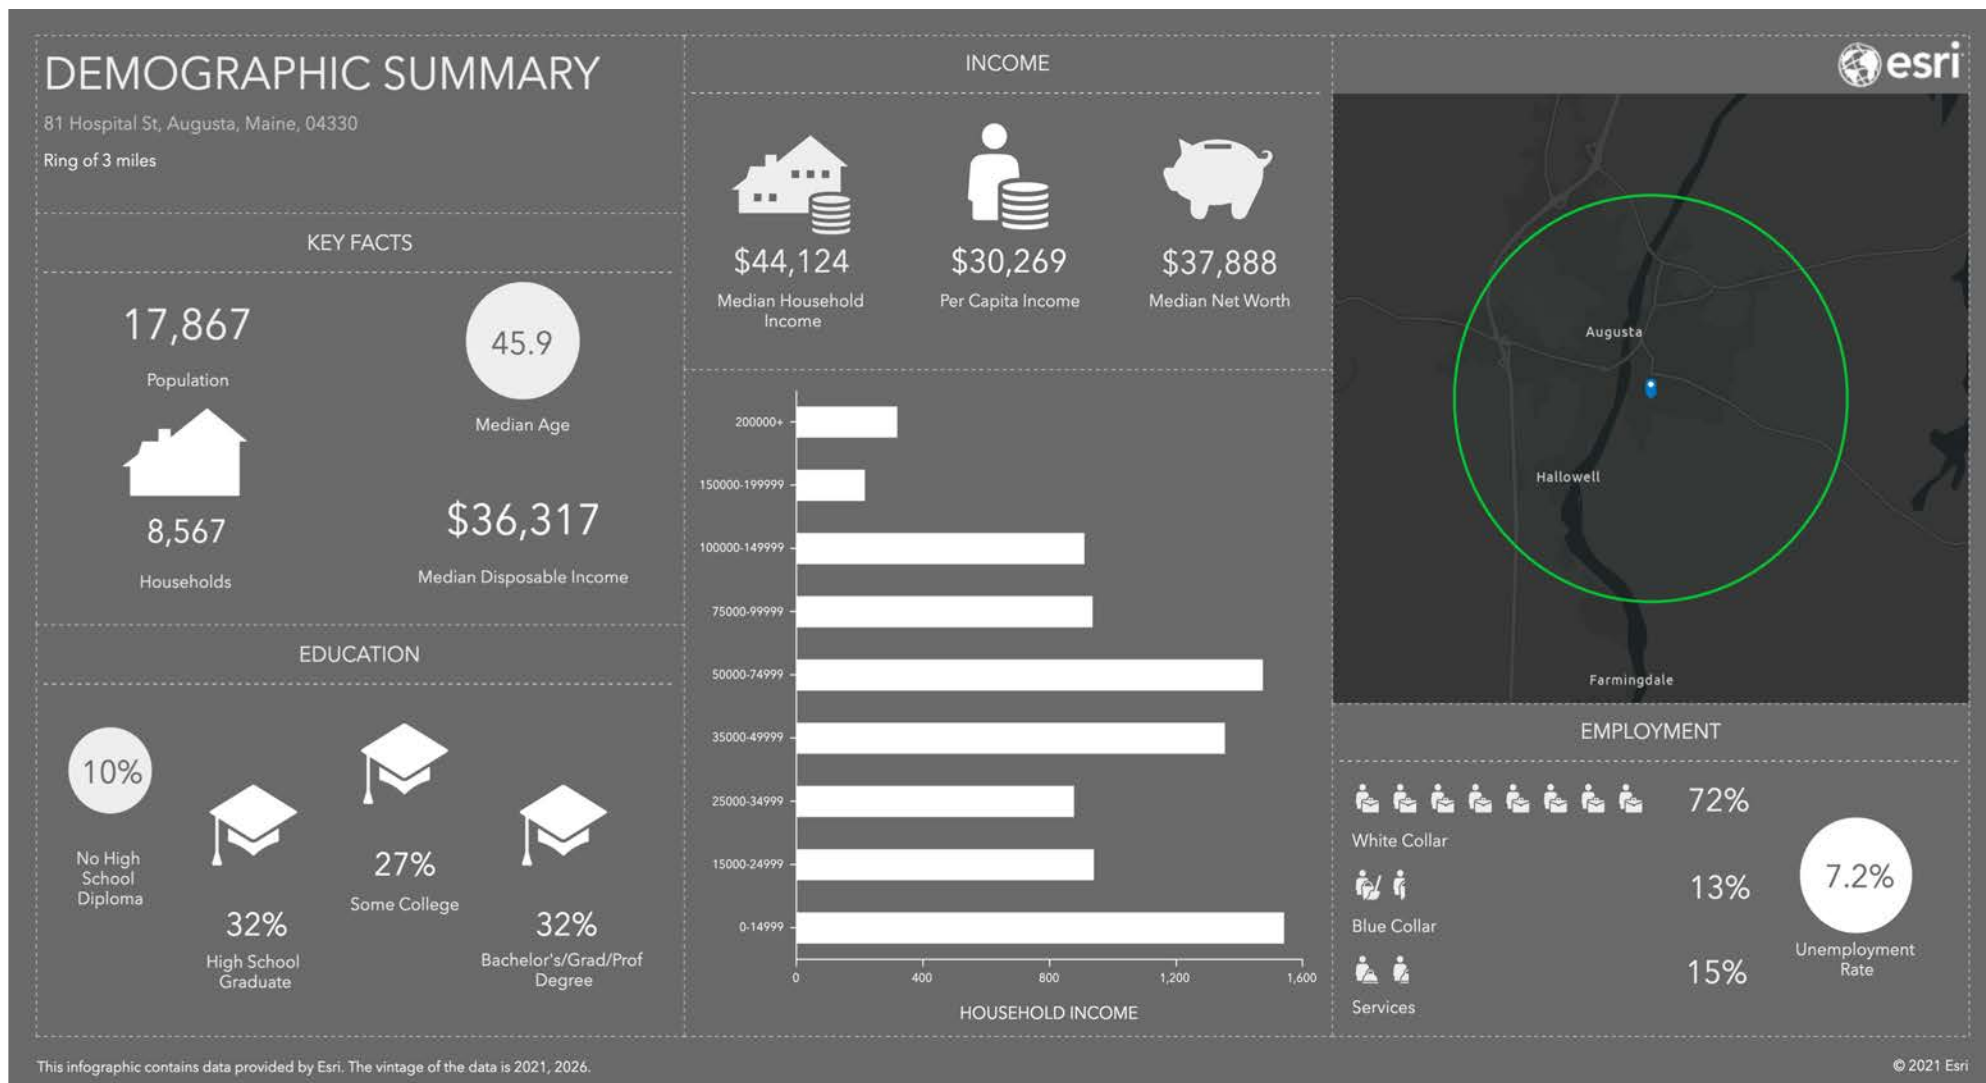 DEMOGRAPHIC SUMMARY
81 Hospital St, Augusta, Maine, 04330
Ring of 3 miles
KEY FACTS
17,867
Population
45.9
Median Age
8,567
Households
$36,317
Median Disposable Income
EDUCATION
10%
No High
School
Diploma
32%
High School
Graduate
27%
Some College
32%
Bachelor's/Grad/Prof
Degree
INCOME
$44,124
Median Household
Income
$30,269
Per Capita Income
$37,888
Median Net Worth
200000+
150000-199999
100000-149999
75000-99999
50000-74999
35000-49999
25000-34999
15000-24999
0-14999
0 400 800 1,200 1,600
HOUSEHOLD INCOME
esri
Augusta
Hallowell
Farmingdale
EMPLOYMENT
72%
White Collar
13%
Blue Collar
15%
Services
7.2%
Unemployment
Rate
This infographic contains data provided by Esri. The vintage of the data is 2021, 2026.
© 2021 Esri